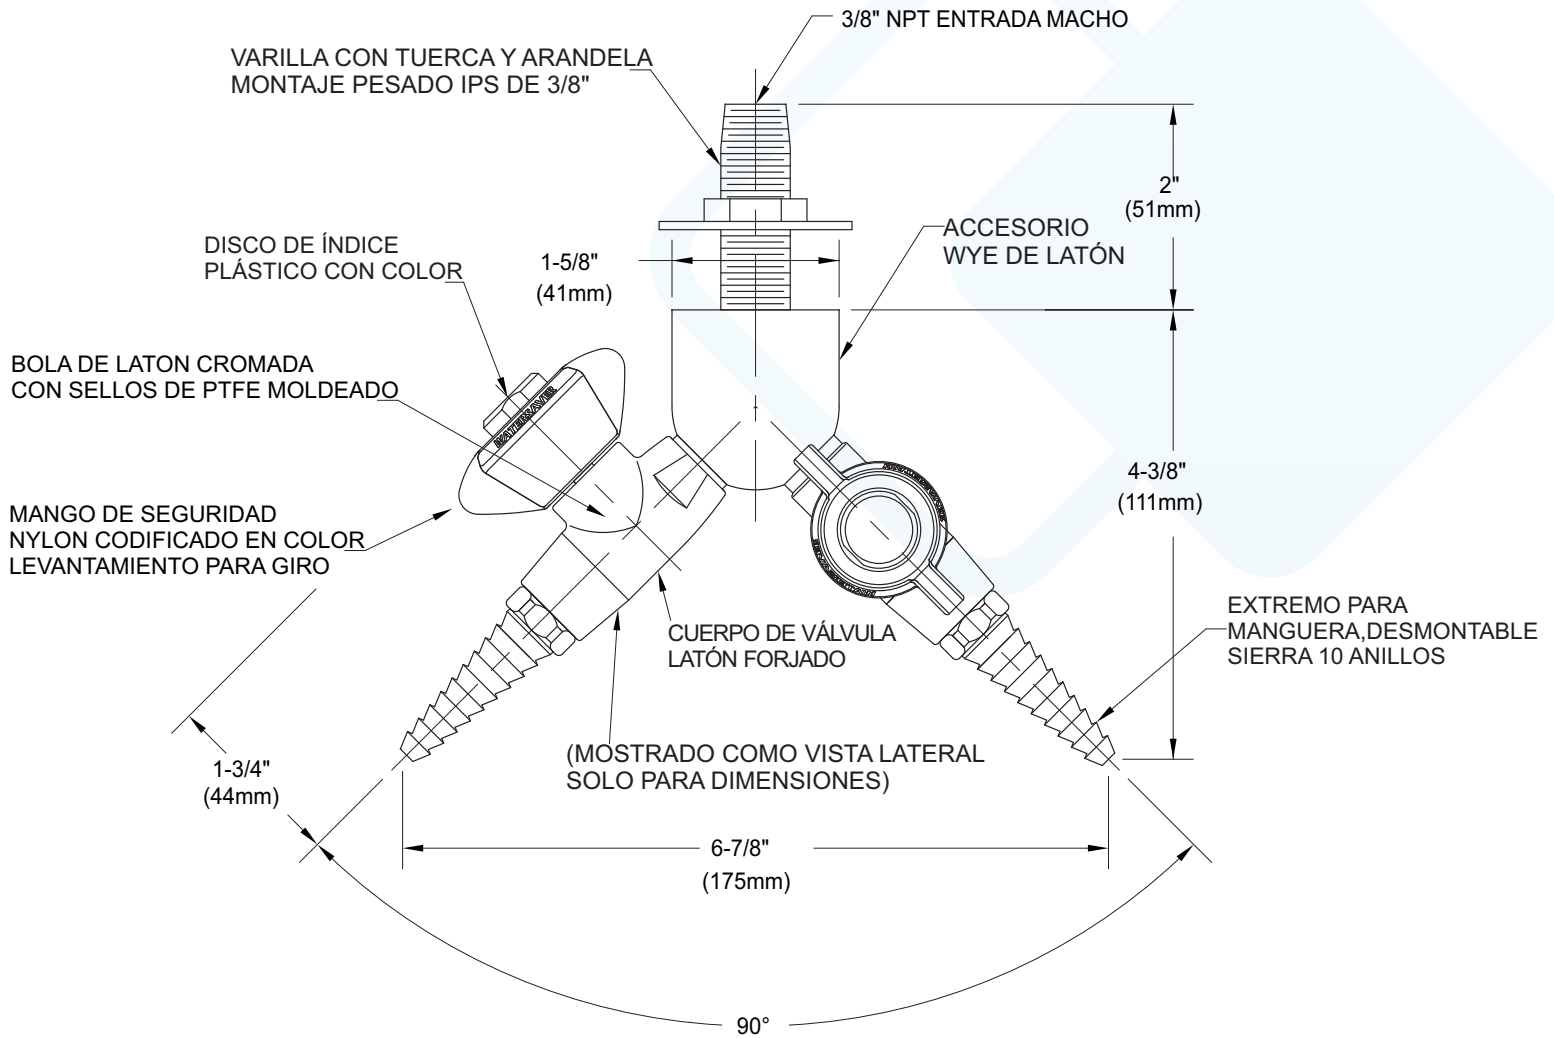 3/8" NPT ENTRADA MACHO
VARILLA CON TUERCA Y ARANDELA
MONTAJE PESADO IPS DE 3/8"
2"
(51mm)
ACCESORIO
WYE DE LATÓN
DISCO DE ÍNDICE
PLÁSTICO CON COLOR
1-5/8"
(41mm)
BOLA DE LATON CROMADA
CON SELLOS DE PTFE MOLDEADO
WATERSAVER
4-3/8"
(111mm)
MANGO DE SEGURIDAD
NYLON CODIFICADO EN COLOR
LEVANTAMIENTO PARA GIRO
CUERPO DE VÁLVULA
LATÓN FORJADO
EXTREMO PARA
MANGUERA,DESMONTABLE
SIERRA 10 ANILLOS
(MOSTRADO COMO VISTA LATERAL
SOLO PARA DIMENSIONES)
1-3/4"
(44mm)
6-7/8"
(175mm)
90°